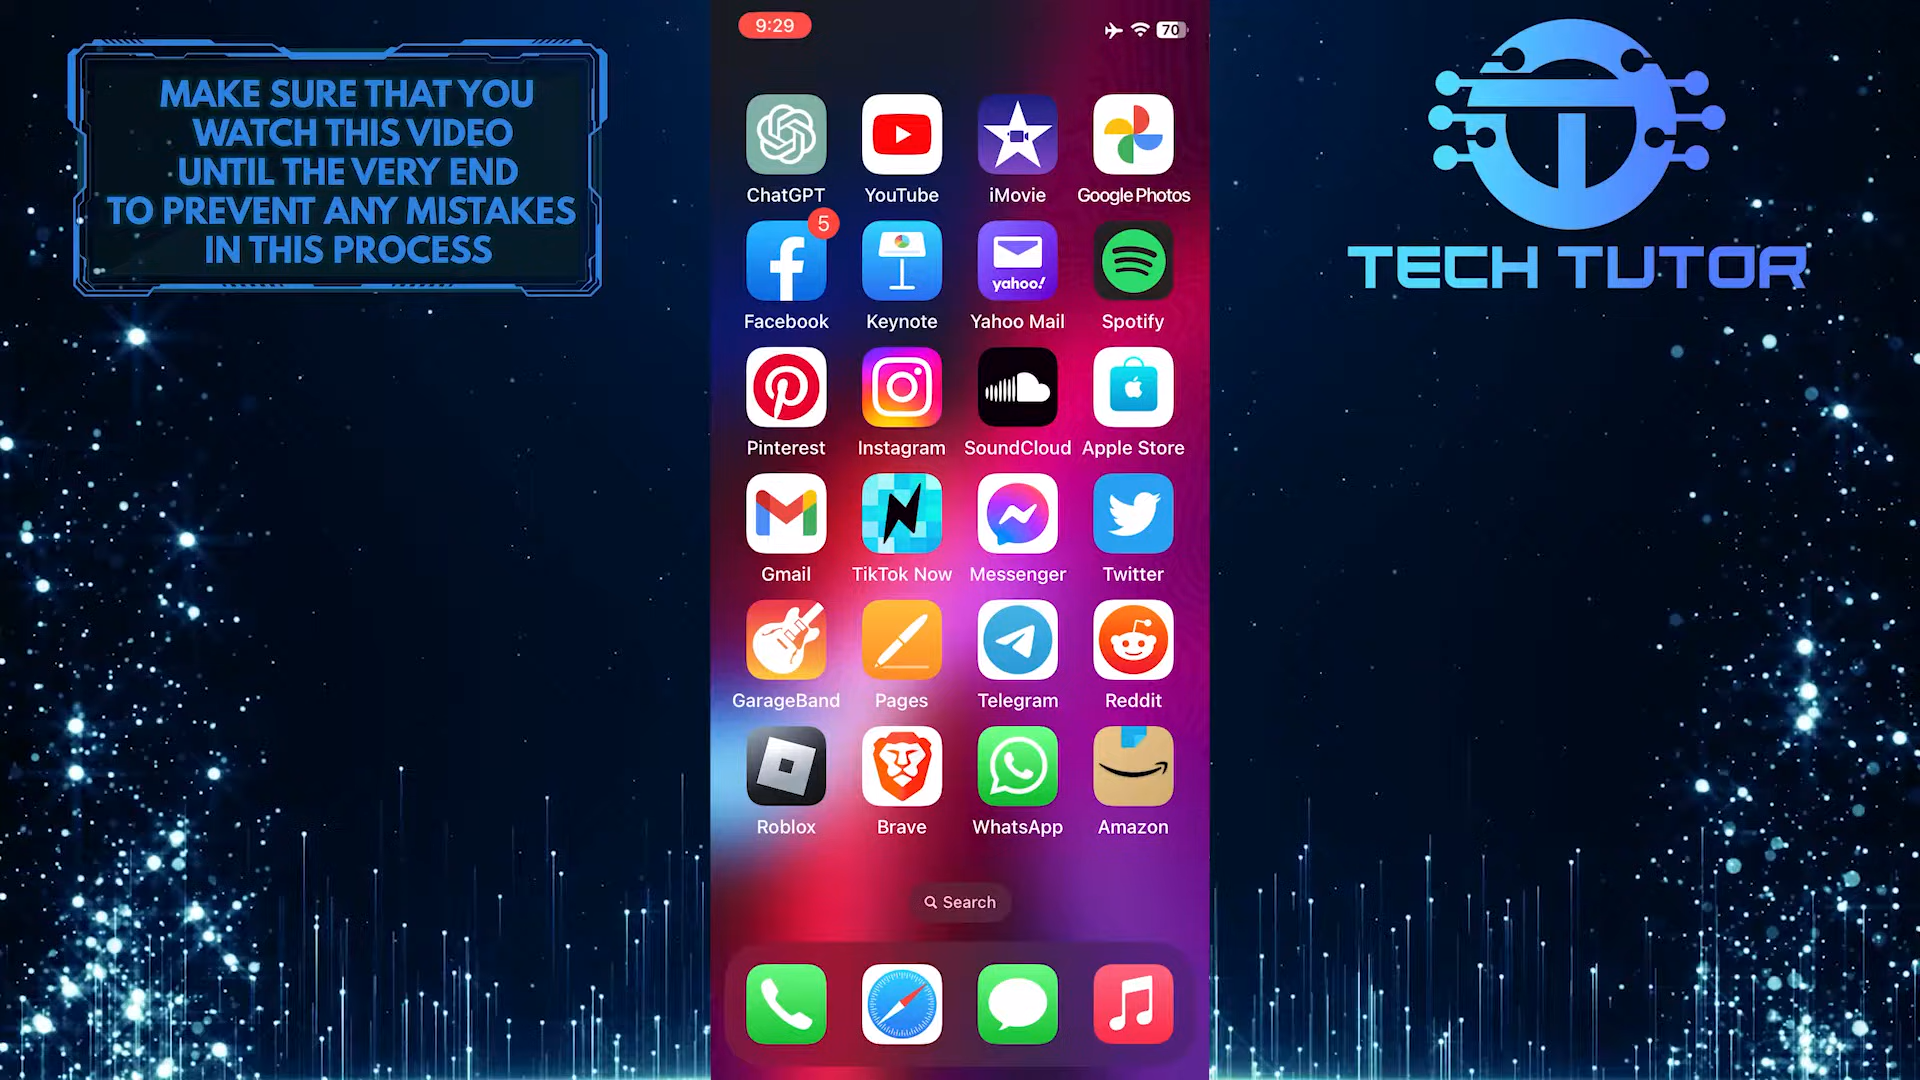 MAKE SURE THAT YOU
WATCH THIS VIDEO
UNTIL THE VERY END
TO PREVENT ANY MISTAKES
IN THIS PROCESS
9:29
70
ChatGPT
YouTube
iMovie
Google Photos
5
yahoo!
Facebook
Keynote
Yahoo Mail
Spotify
Pinterest
Instagram
SoundCloud
Apple Store
Gmail
TikTok Now
Messenger
Twitter
GarageBand
Pages
Telegram
Reddit
Roblox
Brave
WhatsApp
Amazon
Search
TECH TUTOR